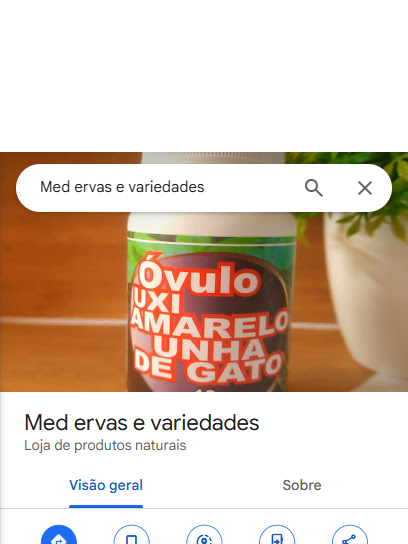 Med ervas e variedades
Óvulo
UXI
AMARELO
UNHA
DE GATO
Med ervas e variedades
Loja de produtos naturais
Visão geral
Sobre